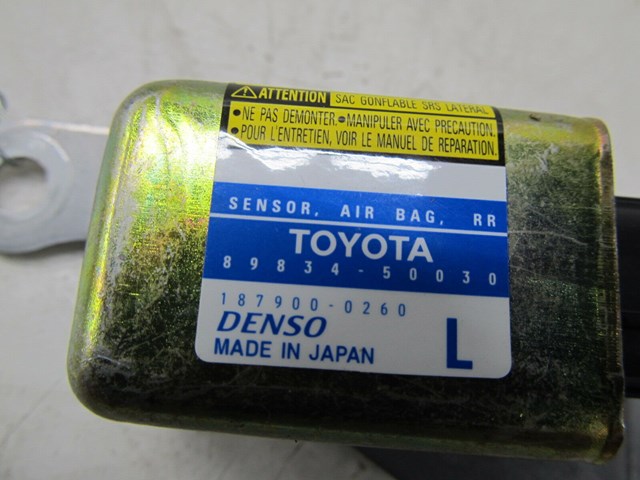 ATTENTION SAC GONFLABLE SRS LATERAL
•NE PAS DEMONTER.•MANIPULER AVEC PRECAUTION.
•POUR L'ENTRETIEN, VOIR LE MANUEL DE REPARATION.
SENSOR, AIR BAG, RR
TOYOTA
89834-50030
187900-0260
DENSO
MADE IN JAPAN L